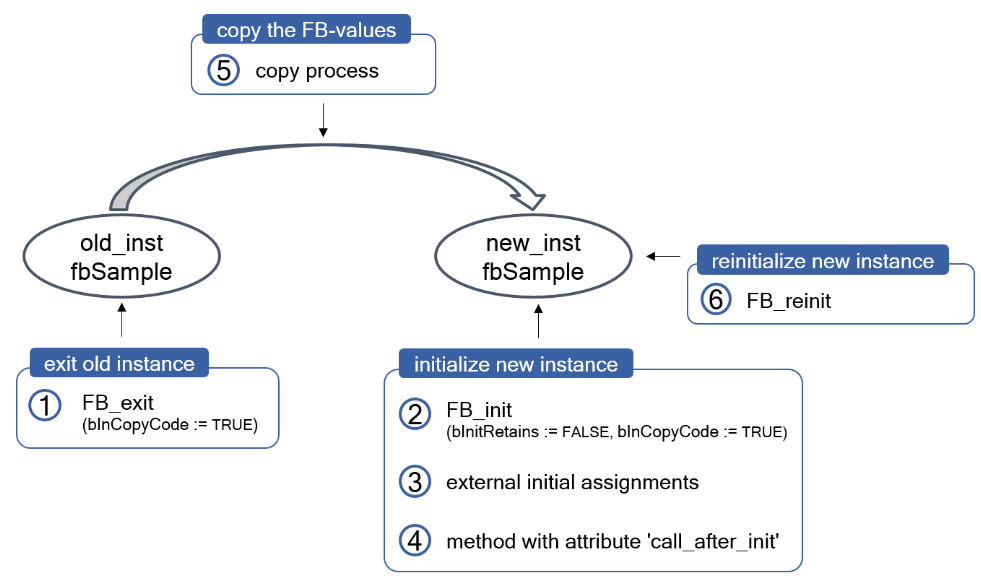 copy the FB-values
5 copy process
old_inst
fbSample
new_inst
fbSample
reinitialize new instance
6 FB_reinit
exit old instance
1 FB_exit
(bInCopyCode := TRUE)
initialize new instance
2 FB_init
(bInitRetains := FALSE, bInCopyCode := TRUE)
3 external initial assignments
4 method with attribute 'call_after_init'